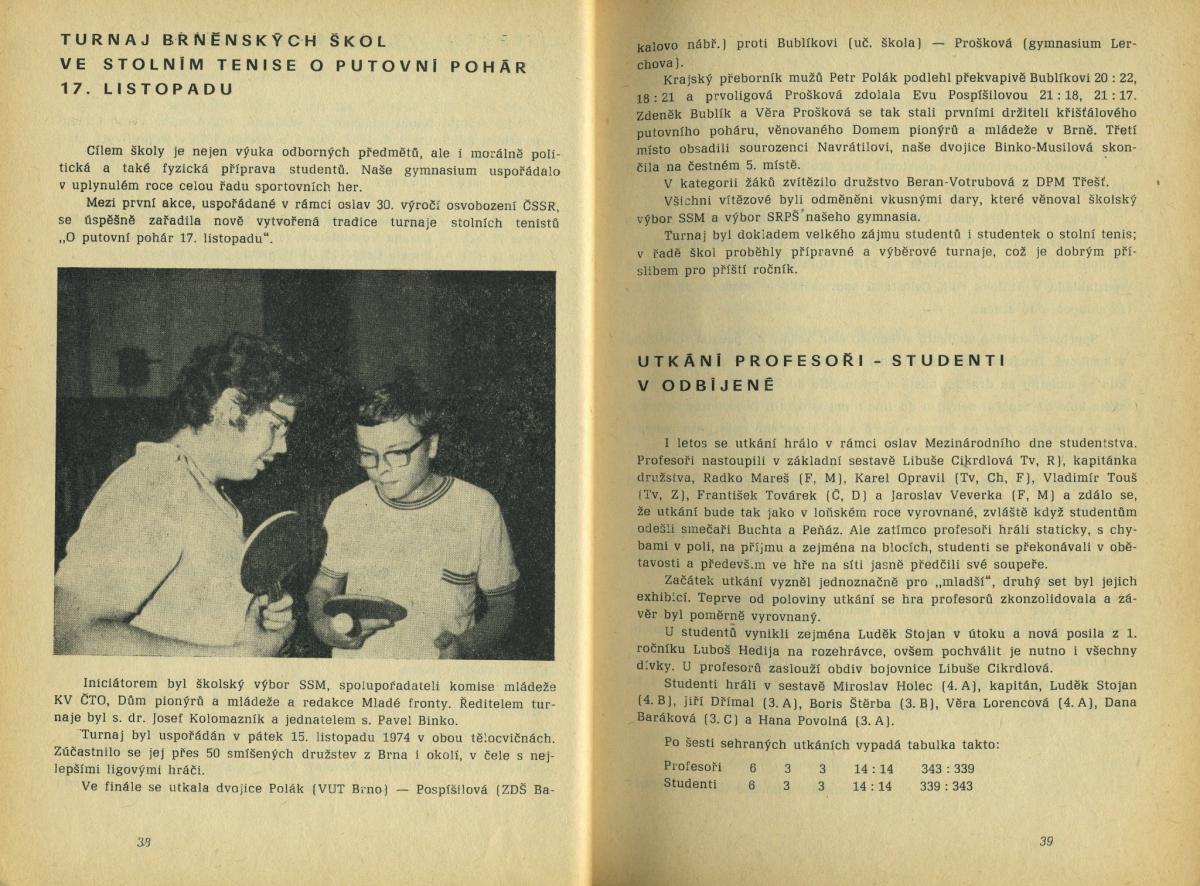 TURNAJ BRNĚNSKÝCH ŠKOL
VE STOLNÍM TENISE O PUTOVNÍ POHÁR
17. LISTOPADU
Cílem školy je nejen výuka odborných předmětů, ale i morálně poli-
tická a také fyzická příprava studentů. Naše gymnasium uspořádalo
v uplynulém roce celou řadu sportovních her.
Mezi první akce, uspořádané v rámci oslav 30. výročí osvobození ČSSR,
se úspěšně zařadila nově vytvořená tradice turnaje stolních tenistů
„O putovní pohár 17. listopadu“.
Iniciátorem byl školský výbor SSM, spolupořadateli komise mládeže
KV ČTO, Dům pionýrů a mládeže a redakce Mladé fronty. Ředitelem tur-
naje byl s. dr. Josef Kolomazník a jednatelem s. Pavel Binko.
Turnaj byl uspořádán v pátek 15. listopadu 1974 v obou tělocvičnách.
Zúčastnilo se jej přes 50 smíšených družstev z Brna i okolí, v čele s nej-
lepšími ligovými hráči.
Ve finále se utkala dvojice Polák (VUT Brno) — Pospíšilová (ZDŠ Ba-
38
kalovo nábř.) proti Bublíkovi (uč. škola) — Prošková (gymnasium Ler-
chova).
Krajský přeborník mužů Petr Polák podlehl překvapivě Bublíkovi 20 : 22,
18 : 21 a prvoligová Prošková zdolala Evu Pospíšilovou 21 : 18, 21 : 17.
Zdeněk Bublík a Věra Prošková se tak stali prvními držiteli křišťálového
putovního poháru, věnovaného Domem pionýrů a mládeže v Brně. Třetí
místo obsadili sourozenci Navrátilovi, naše dvojice Binko-Musilová skon-
čila na čestném 5. místě.
V kategorii žáků zvítězilo družstvo Beran-Votrubová z DPM Třešť.
Všichni vítězové byli odměněni vkusnými dary, které věnoval školský
výbor SSM a výbor SRPŠ našeho gymnasia.
Turnaj byl dokladem velkého zájmu studentů i studentek o stolní tenis;
v řadě škol proběhly přípravné a výběrové turnaje, což je dobrým pří-
slibem pro příští ročník.
UTKÁNÍ PROFESOŘI – STUDENTI
V ODBÍJENÉ
I letos se utkání hrálo v rámci oslav Mezinárodního dne studentstva.
Profesoři nastoupili v základní sestavě Libuše Cikrdlová Tv, R), kapitánka
družstva, Radko Mareš (F, M), Karel Opravil (Tv, Ch, F), Vladimír Touš
(Tv, Z), František Továrek (Č, D) a Jaroslav Veverka (F, M) a zdálo se,
že utkání bude tak jako v loňském roce vyrovnané, zvláště když studentům
odešli smečaři Buchta a Peňáz. Ale zatímco profesoři hráli staticky, s chy-
bami v poli, na příjmu a zejména na blocích, studenti se překonávali v obě-
tavosti a předevš.m ve hře na síti jasně předčili své soupeře.
Začátek utkání vyzněl jednoznačně pro „mladší“, druhý set byl jejich
exhibicí. Teprve od poloviny utkání se hra profesorů zkonzolidovala a zá-
věr byl poměrně vyrovnaný.
U studentů vynikli zejména Luděk Stojan v útoku a nová posila z 1.
ročníku Luboš Hedija na rozehrávce, ovšem pochválit je nutno i všechny
dívky. U profesorů zaslouží obdiv bojovnice Libuše Cikrdlová.
Studenti hráli v sestavě Miroslav Holec (4. A), kapitán, Luděk Stojan
(4. B), jiří Dřímal (3. A), Boris Štěrba (3. B), Věra Lorencová (4. A), Dana
Baráková (3. C) a Hana Povolná (3. A).
Po šesti sehraných utkáních vypadá tabulka takto:
Profesoři 6 3 3 14 : 14 343 : 339
Studenti 6 3 3 14 : 14 339 : 343
39